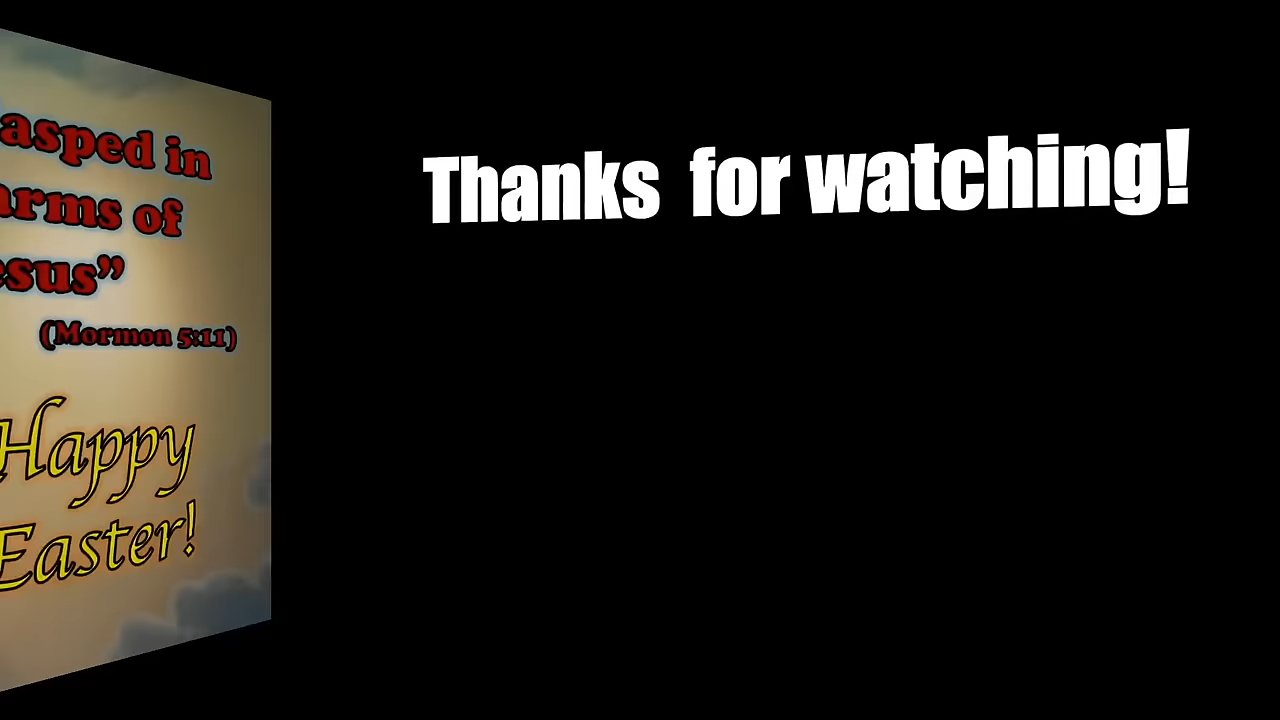 asped in
arms of
esus”
(Mormon 5:11)
Happy
Easter!
Thanks for watching!